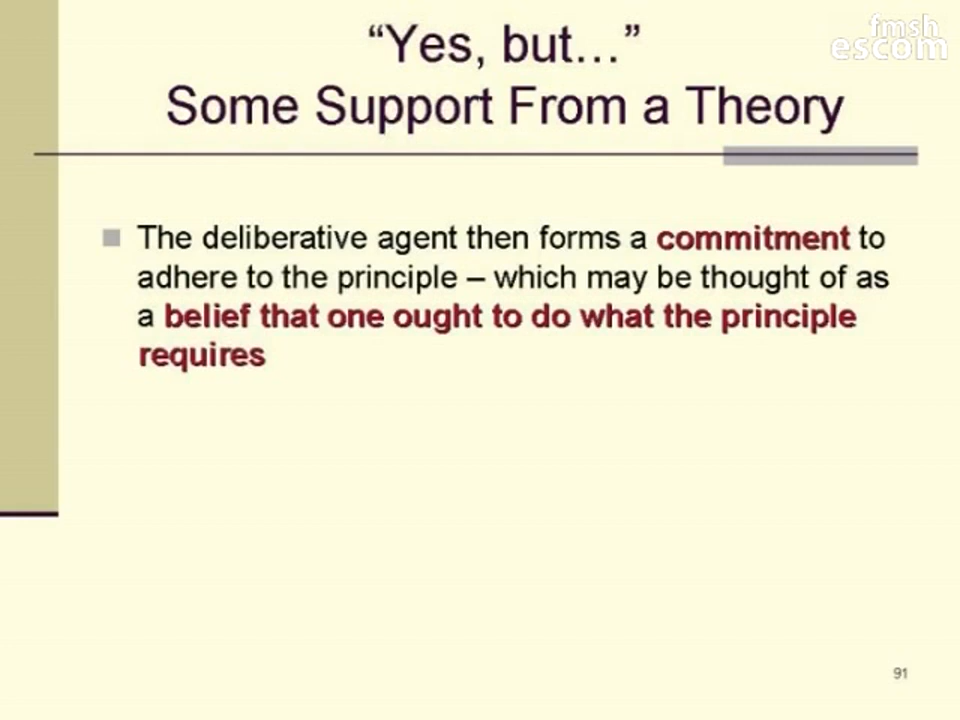 fmsh
escom
“Yes, but…”
Some Support From a Theory
The deliberative agent then forms a commitment to
adhere to the principle – which may be thought of as
a belief that one ought to do what the principle
requires
91